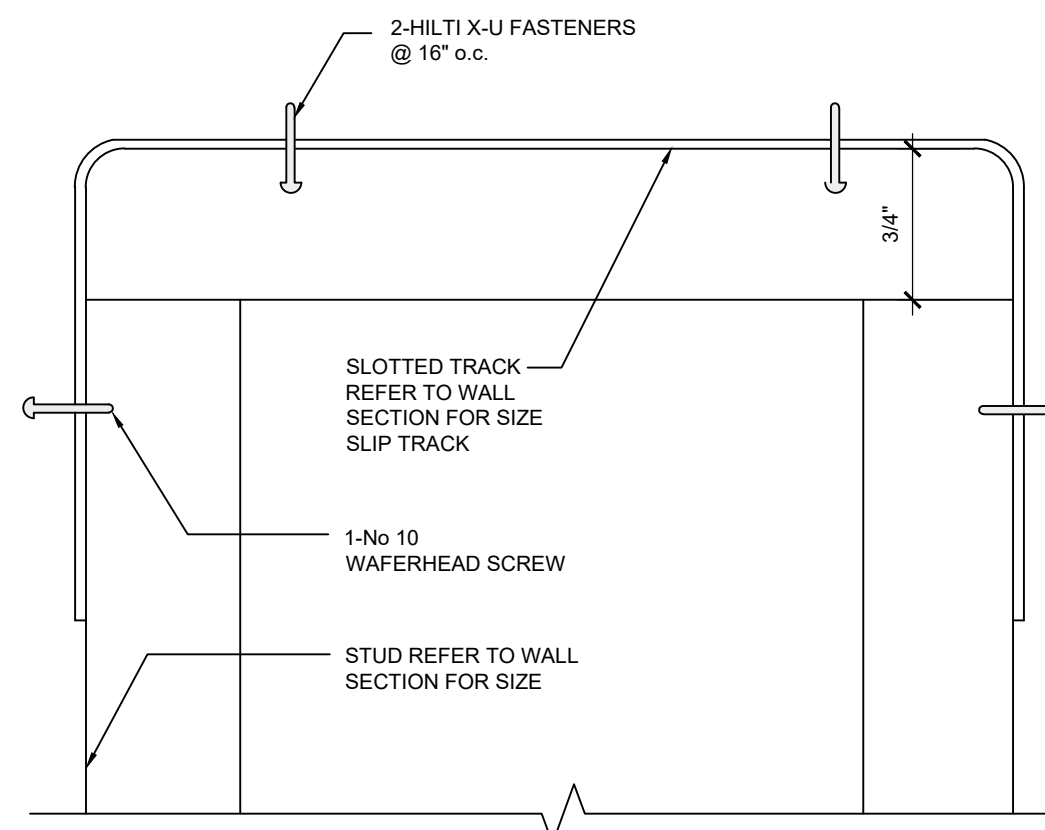 2-HILTI X-U FASTENERS
@ 16" o.c.
3/4"
SLOTTED TRACK
REFER TO WALL
SECTION FOR SIZE
SLIP TRACK
1-No 10
WAFERHEAD SCREW
STUD REFER TO WALL
SECTION FOR SIZE